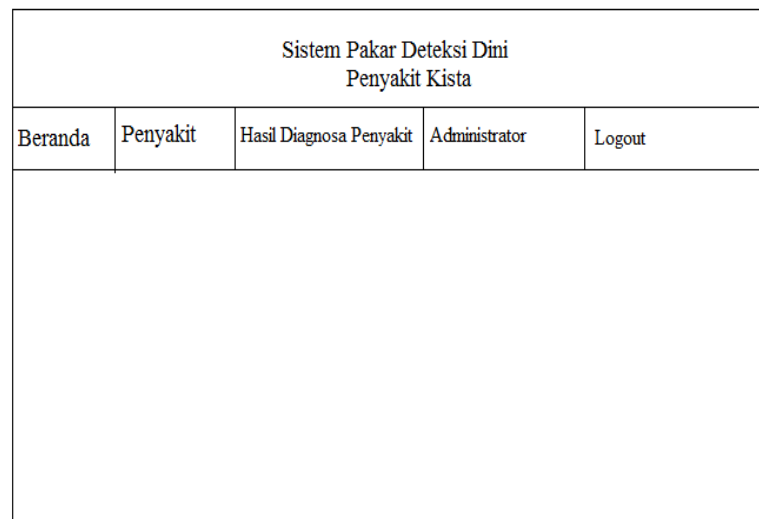 Sistem Pakar Deteksi Dini
Penyakit Kista
Beranda
Penyakit
Hasil Diagnosa Penyakit
Administrator
Logout